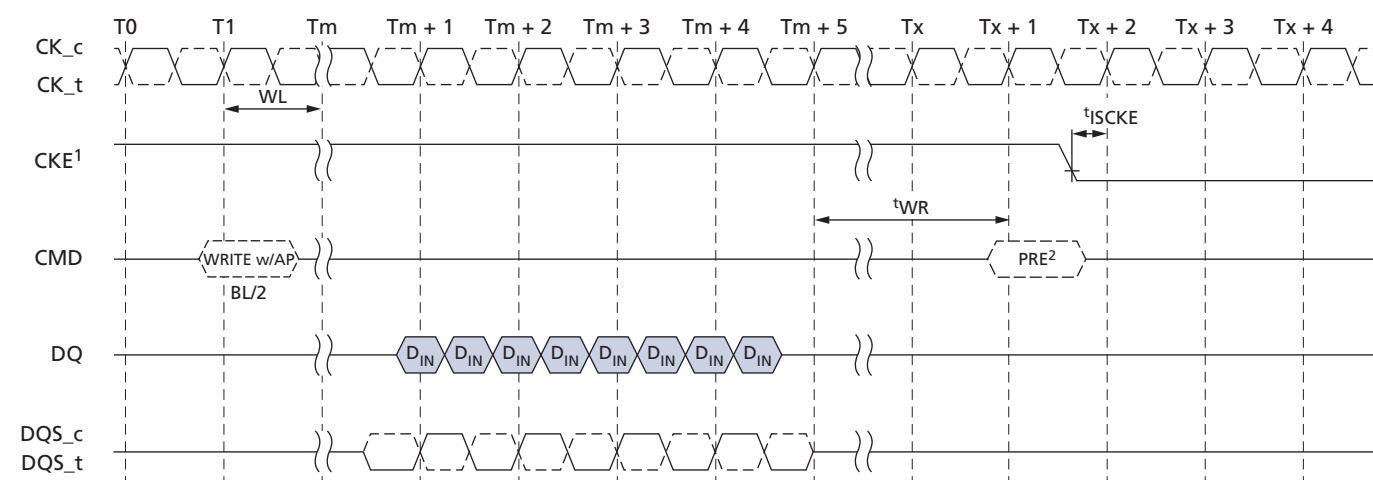 T0 T1 Tm Tm + 1 Tm + 2 Tm + 3 Tm + 4 Tm + 5 Tx Tx + 1 Tx + 2 Tx + 3 Tx + 4
CK_c
CK_t
WL
tISCKE
CKE1
tWR
CMD WRITE w/AP PRE2
BL/2
DQ DIN DIN DIN DIN DIN DIN DIN DIN
DQS_c
DQS_t